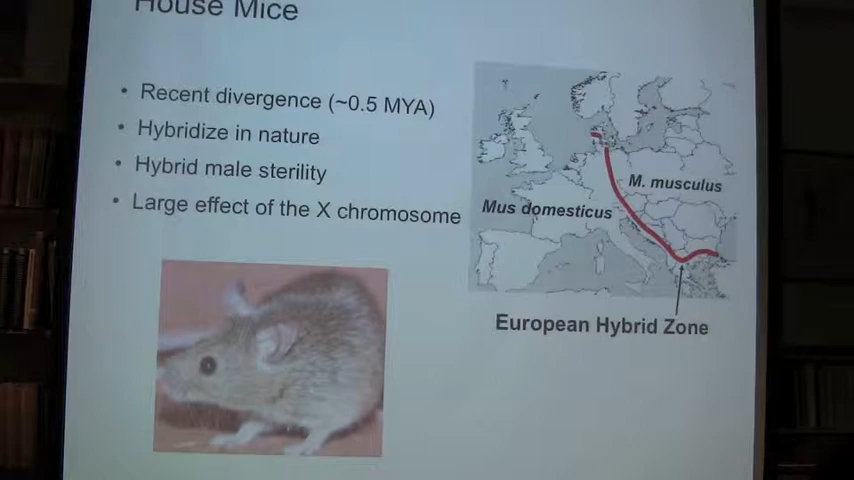 House Mice
• Recent divergence (~0.5 MYA)
• Hybridize in nature
• Hybrid male sterility
• Large effect of the X chromosome
M. musculus
Mus domesticus
European Hybrid Zone